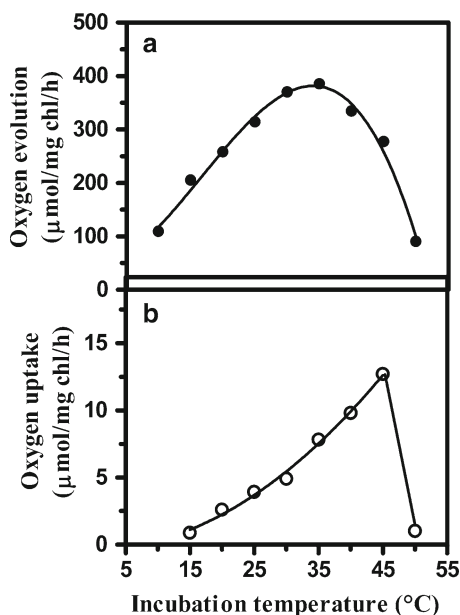 500
a
400
300
200
100
0
Oxygen evolution
(μmol/mg chl/h)
b
15
10
5
0
Oxygen uptake
(μmol/mg chl/h)
5 15 25 35 45 55
Incubation temperature (°C)